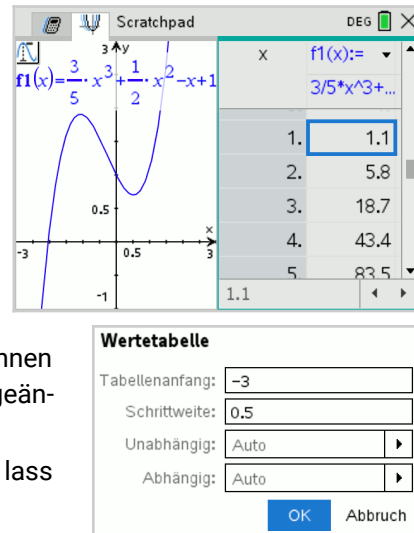 Scratchpad DEG
3 y
f1(x)=3/5·x^3+1/2·x^2-x+1
0.5
x
-3 0.5 3
-1
x f1(x):=
3/5*x^3+...
1. 1.1
2. 5.8
3. 18.7
4. 43.4
5. 83.5
1.1
nnen
geän-
lass
Wertetabelle
Tabellenanfang: -3
Schrittweite: 0.5
Unabhängig: Auto
Abhängig: Auto
OK Abbruch